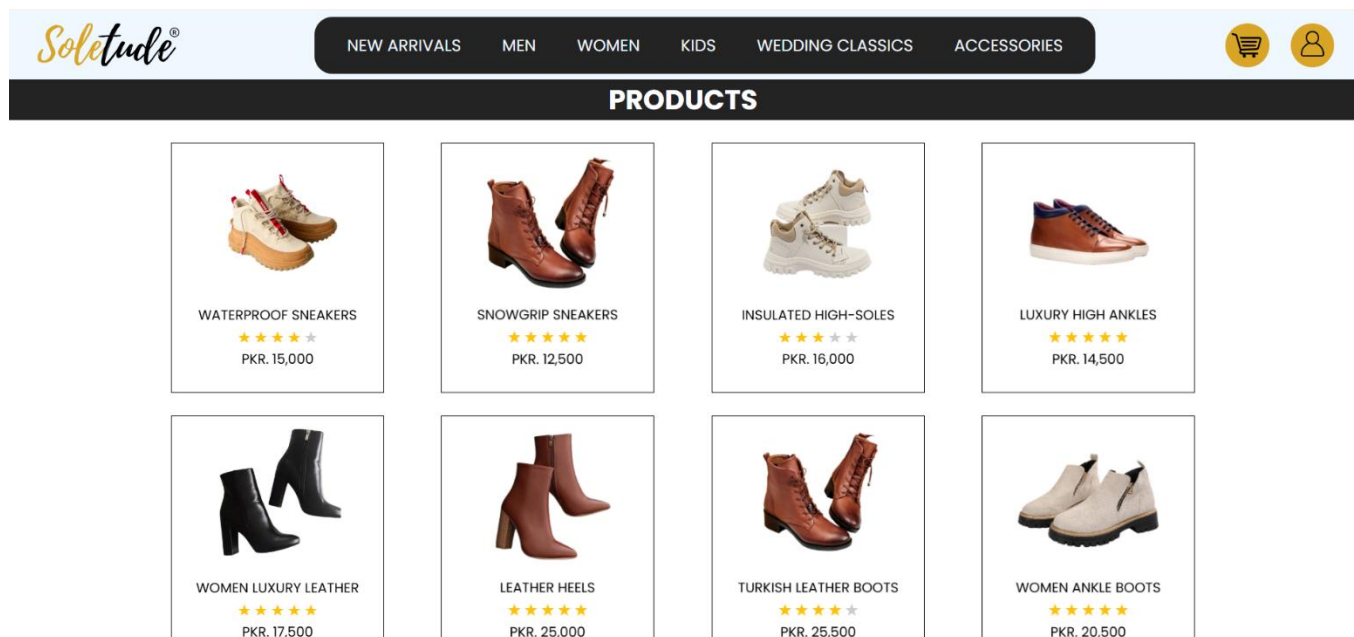 Soletude®
NEW ARRIVALS MEN WOMEN KIDS WEDDING CLASSICS ACCESSORIES
PRODUCTS
WATERPROOF SNEAKERS
PKR. 15,000
SNOWGRIP SNEAKERS
PKR. 12,500
INSULATED HIGH-SOLES
PKR. 16,000
LUXURY HIGH ANKLES
PKR. 14,500
WOMEN LUXURY LEATHER
PKR. 17,500
LEATHER HEELS
PKR. 25,000
TURKISH LEATHER BOOTS
PKR. 25,500
WOMEN ANKLE BOOTS
PKR. 20,500